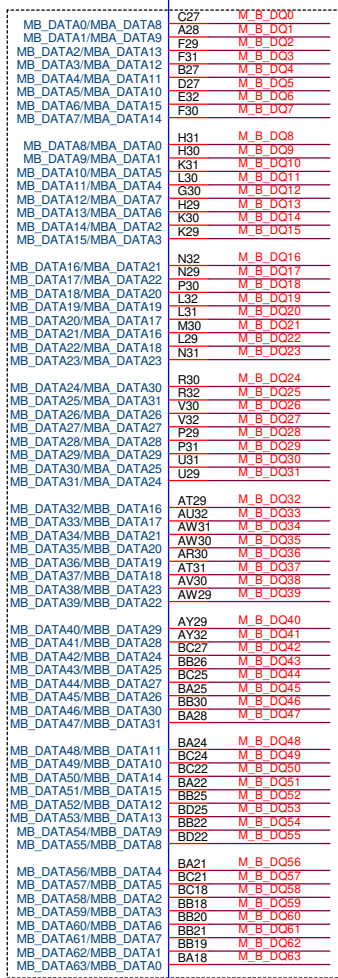 MB_DATA0/MBA_DATA8 C27 M_B_DQ0
MB_DATA1/MBA_DATA9 A28 M_B_DQ1
MB_DATA2/MBA_DATA13 F29 M_B_DQ2
MB_DATA3/MBA_DATA12 F31 M_B_DQ3
MB_DATA4/MBA_DATA11 B27 M_B_DQ4
MB_DATA5/MBA_DATA10 D27 M_B_DQ5
MB_DATA6/MBA_DATA15 E32 M_B_DQ6
MB_DATA7/MBA_DATA14 F30 M_B_DQ7
MB_DATA8/MBA_DATA0 H31 M_B_DQ8
MB_DATA9/MBA_DATA1 H30 M_B_DQ9
MB_DATA10/MBA_DATA5 K31 M_B_DQ10
MB_DATA11/MBA_DATA4 L30 M_B_DQ11
MB_DATA12/MBA_DATA7 G30 M_B_DQ12
MB_DATA13/MBA_DATA6 H29 M_B_DQ13
MB_DATA14/MBA_DATA2 K30 M_B_DQ14
MB_DATA15/MBA_DATA3 K29 M_B_DQ15
MB_DATA16/MBA_DATA21 N32 M_B_DQ16
MB_DATA17/MBA_DATA22 N29 M_B_DQ17
MB_DATA18/MBA_DATA20 P30 M_B_DQ18
MB_DATA19/MBA_DATA19 L32 M_B_DQ19
MB_DATA20/MBA_DATA17 L31 M_B_DQ20
MB_DATA21/MBA_DATA16 M30 M_B_DQ21
MB_DATA22/MBA_DATA18 L29 M_B_DQ22
MB_DATA23/MBA_DATA23 N31 M_B_DQ23
MB_DATA24/MBA_DATA30 R30 M_B_DQ24
MB_DATA25/MBA_DATA31 R32 M_B_DQ25
MB_DATA26/MBA_DATA26 V30 M_B_DQ26
MB_DATA27/MBA_DATA27 V32 M_B_DQ27
MB_DATA28/MBA_DATA28 P29 M_B_DQ28
MB_DATA29/MBA_DATA29 P31 M_B_DQ29
MB_DATA30/MBA_DATA25 U31 M_B_DQ30
MB_DATA31/MBA_DATA24 U29 M_B_DQ31
MB_DATA32/MBB_DATA16 AT29 M_B_DQ32
MB_DATA33/MBB_DATA17 AU32 M_B_DQ33
MB_DATA34/MBB_DATA21 AW31 M_B_DQ34
MB_DATA35/MBB_DATA20 AW30 M_B_DQ35
MB_DATA36/MBB_DATA19 AR30 M_B_DQ36
MB_DATA37/MBB_DATA18 AT31 M_B_DQ37
MB_DATA38/MBB_DATA23 AV30 M_B_DQ38
MB_DATA39/MBB_DATA22 AW29 M_B_DQ39
MB_DATA40/MBB_DATA29 AY29 M_B_DQ40
MB_DATA41/MBB_DATA28 AY32 M_B_DQ41
MB_DATA42/MBB_DATA24 BC27 M_B_DQ42
MB_DATA43/MBB_DATA25 BB26 M_B_DQ43
MB_DATA44/MBB_DATA27 BC25 M_B_DQ44
MB_DATA45/MBB_DATA26 BA25 M_B_DQ45
MB_DATA46/MBB_DATA30 BB30 M_B_DQ46
MB_DATA47/MBB_DATA31 BA28 M_B_DQ47
MB_DATA48/MBB_DATA11 BA24 M_B_DQ48
MB_DATA49/MBB_DATA10 BC24 M_B_DQ49
MB_DATA50/MBB_DATA14 BC22 M_B_DQ50
MB_DATA51/MBB_DATA15 BA22 M_B_DQ51
MB_DATA52/MBB_DATA12 BB25 M_B_DQ52
MB_DATA53/MBB_DATA13 BD25 M_B_DQ53
MB_DATA54/MBB_DATA9 BB22 M_B_DQ54
MB_DATA55/MBB_DATA8 BD22 M_B_DQ55
MB_DATA56/MBB_DATA4 BA21 M_B_DQ56
MB_DATA57/MBB_DATA5 BC21 M_B_DQ57
MB_DATA58/MBB_DATA2 BC18 M_B_DQ58
MB_DATA59/MBB_DATA3 BB18 M_B_DQ59
MB_DATA60/MBB_DATA6 BB20 M_B_DQ60
MB_DATA61/MBB_DATA7 BB21 M_B_DQ61
MB_DATA62/MBB_DATA1 BB19 M_B_DQ62
MB_DATA63/MBB_DATA0 BA18 M_B_DQ63